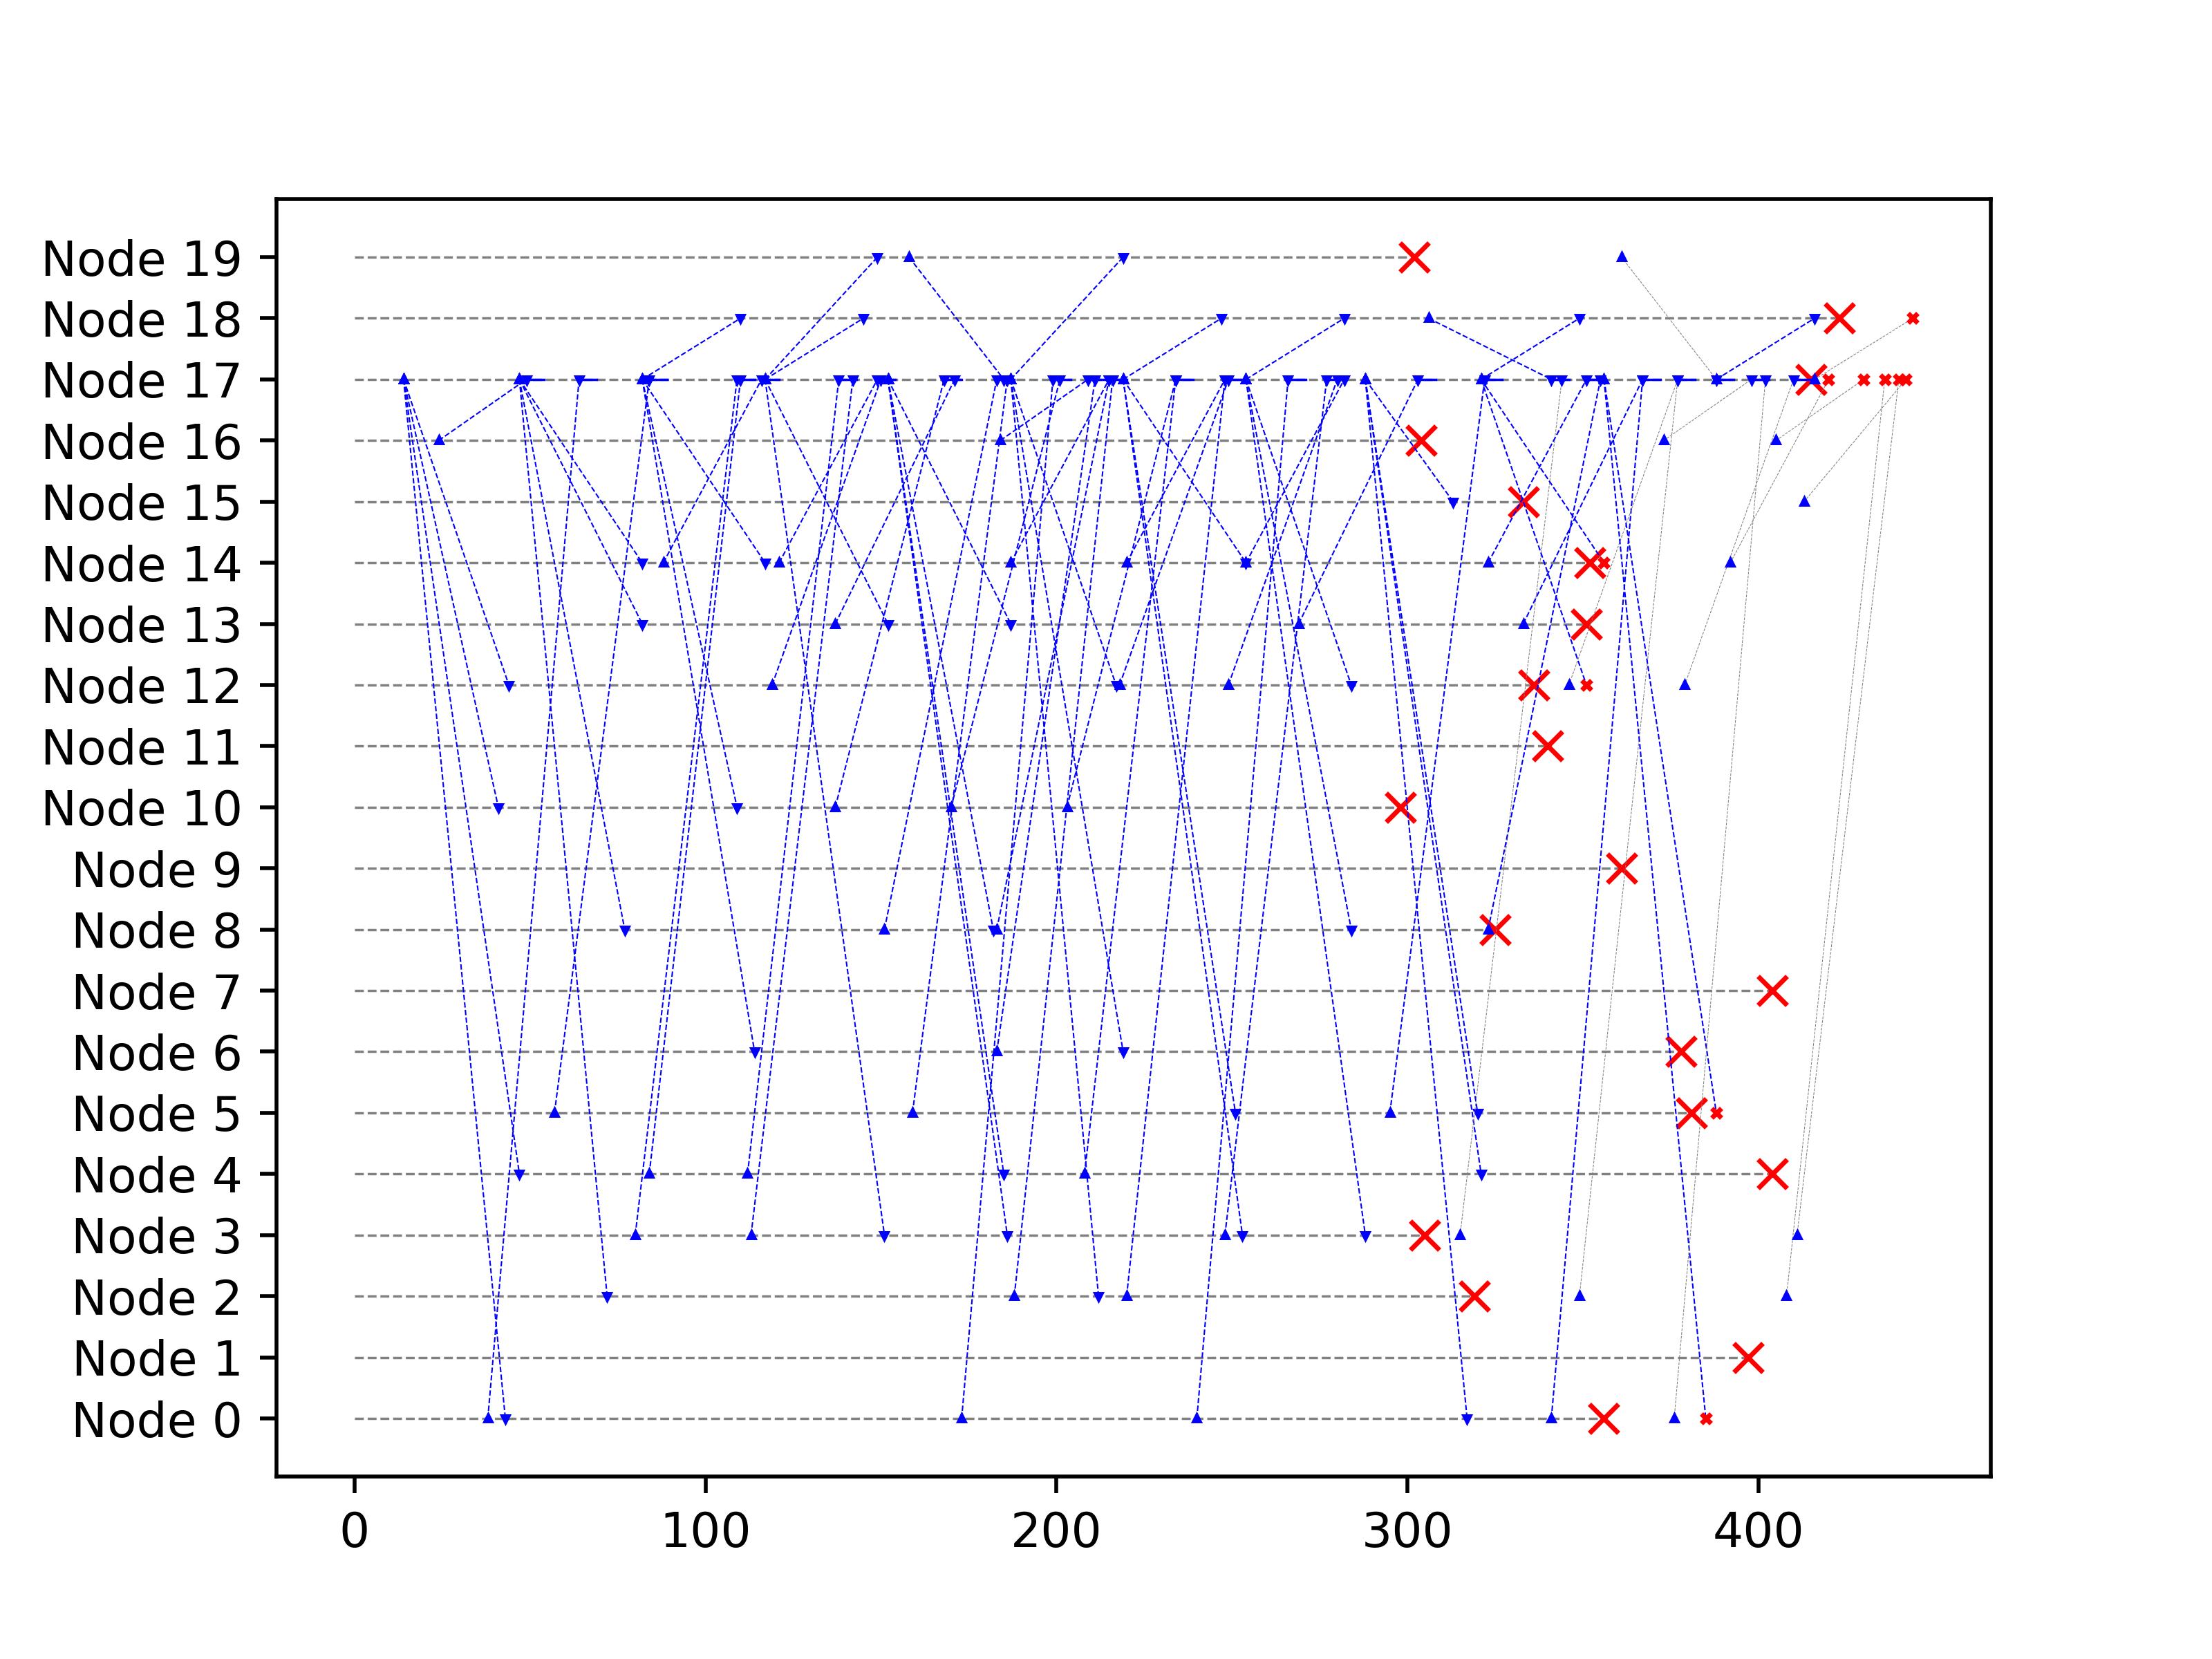 Node 19
Node 18
Node 17
Node 16
Node 15
Node 14
Node 13
Node 12
Node 11
Node 10
Node 9
Node 8
Node 7
Node 6
Node 5
Node 4
Node 3
Node 2
Node 1
Node 0
0 100 200 300 400